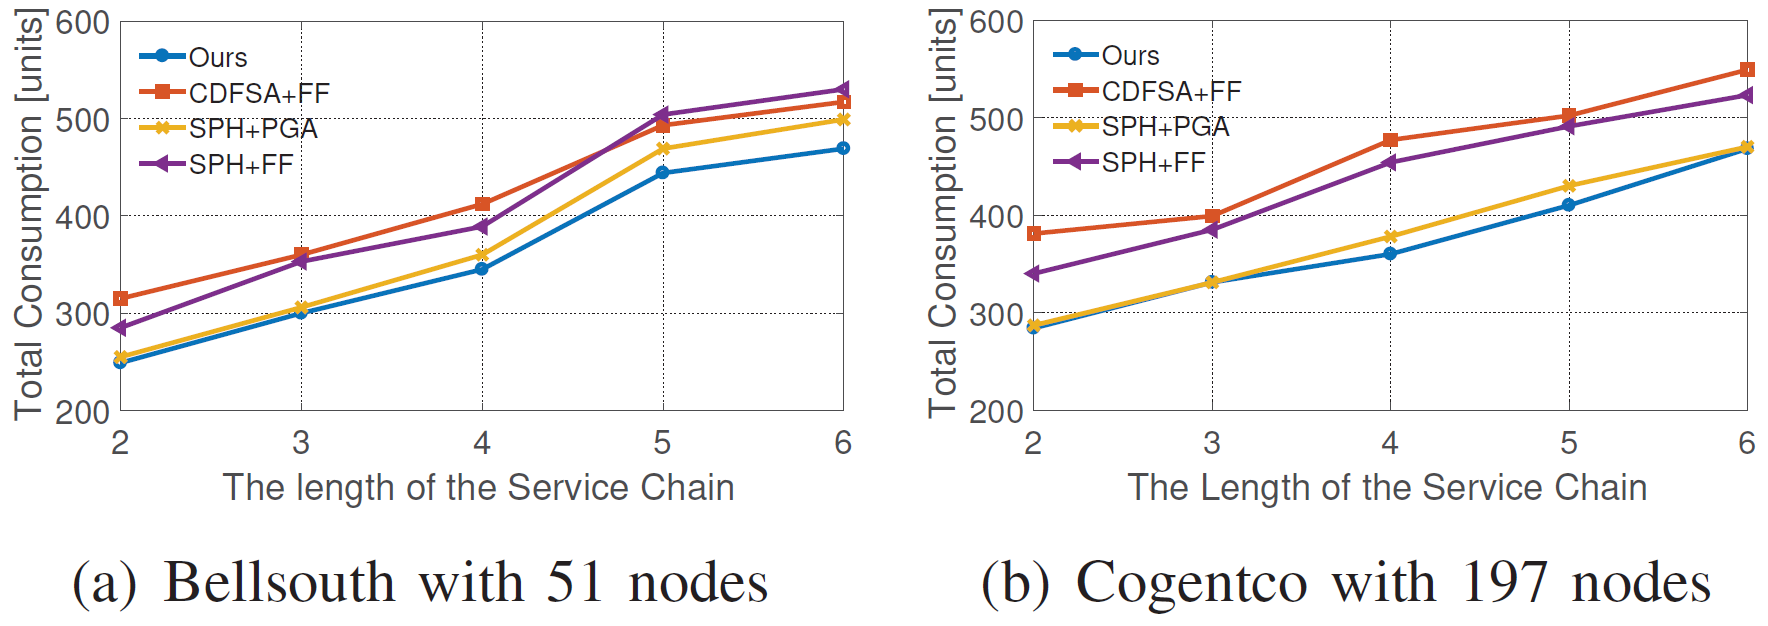 Total Consumption [units]
600
500
400
300
200
Ours
CDFSA+FF
SPH+PGA
SPH+FF
2 3 4 5 6
The length of the Service Chain
(a) Bellsouth with 51 nodes
Total Consumption [units]
600
500
400
300
200
Ours
CDFSA+FF
SPH+PGA
SPH+FF
2 3 4 5 6
The Length of the Service Chain
(b) Cogentco with 197 nodes